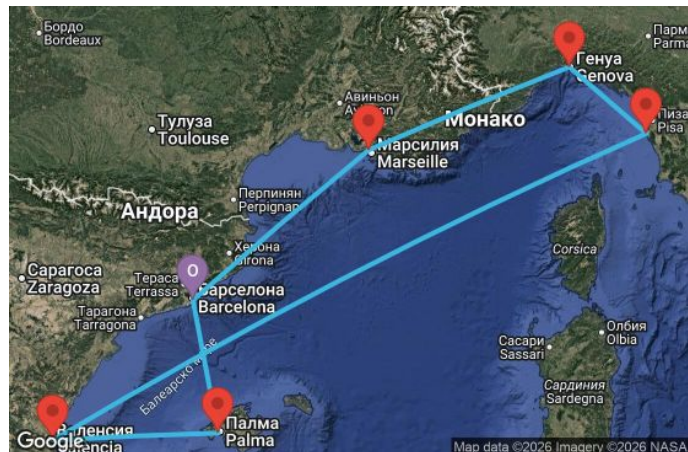 Бордо
Bordeaux
Генуа
Genova
Парм
Parma
Авиньон
Тулуза
Toulouse
Монако
Пиза
Pisa
Марсилия
Marseille
Перпинян
Perpignan
Андора
Corsica
Херона
Girona
Сарагоса
Zaragoza
Тераса
Terrassa
O
Барселона
Barcelona
Тарагона
Tarragona
Олбия
Olbia
Сасари
Sassari
Балеарско море
Сардиния
Sardegna
Палма
Palma
Google
Map data ©2026 Imagery ©2026 NASA